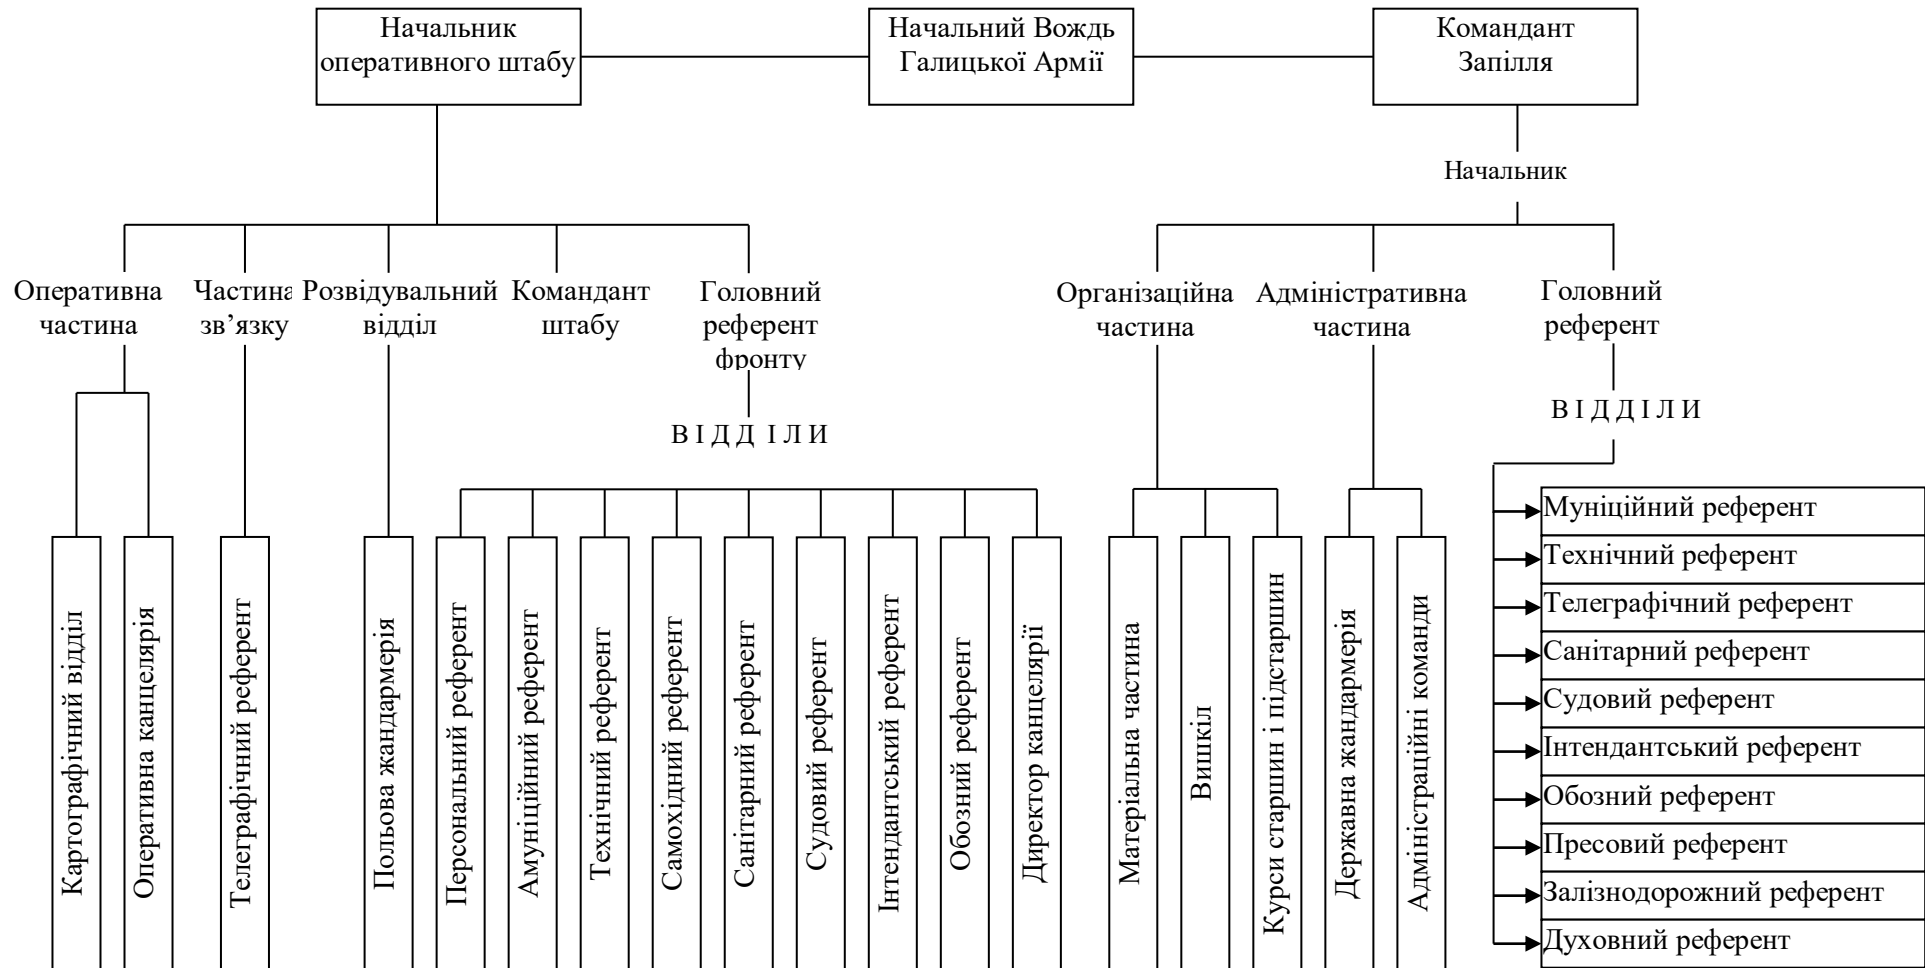 Начальник
оперативного штабу
Начальний Вождь
Галицької Армії
Командант
Запілля
Начальник
Оперативна
частина
Частина
зв’язку
Розвідувальний
відділ
Командант
штабу
Головний
референт
фронту
Організаційна
частина
Адміністративна
частина
Головний
референт
В І Д Д І Л И
В І Д Д І Л И
Картографічний відділ
Оперативна канцелярія
Телеграфічний референт
Польова жандармерія
Персональний референт
Амуніційний референт
Технічний референт
Самохідний референт
Санітарний референт
Судовий референт
Інтендантський референт
Обозний референт
Директор канцелярії
Матеріальна частина
Вишкіл
Курси старшин і підстаршин
Державна жандармерія
Адміністраційні команди
Муніційний референт
Технічний референт
Телеграфічний референт
Санітарний референт
Судовий референт
Інтендантський референт
Обозний референт
Пресовий референт
Залізнодорожний референт
Духовний референт